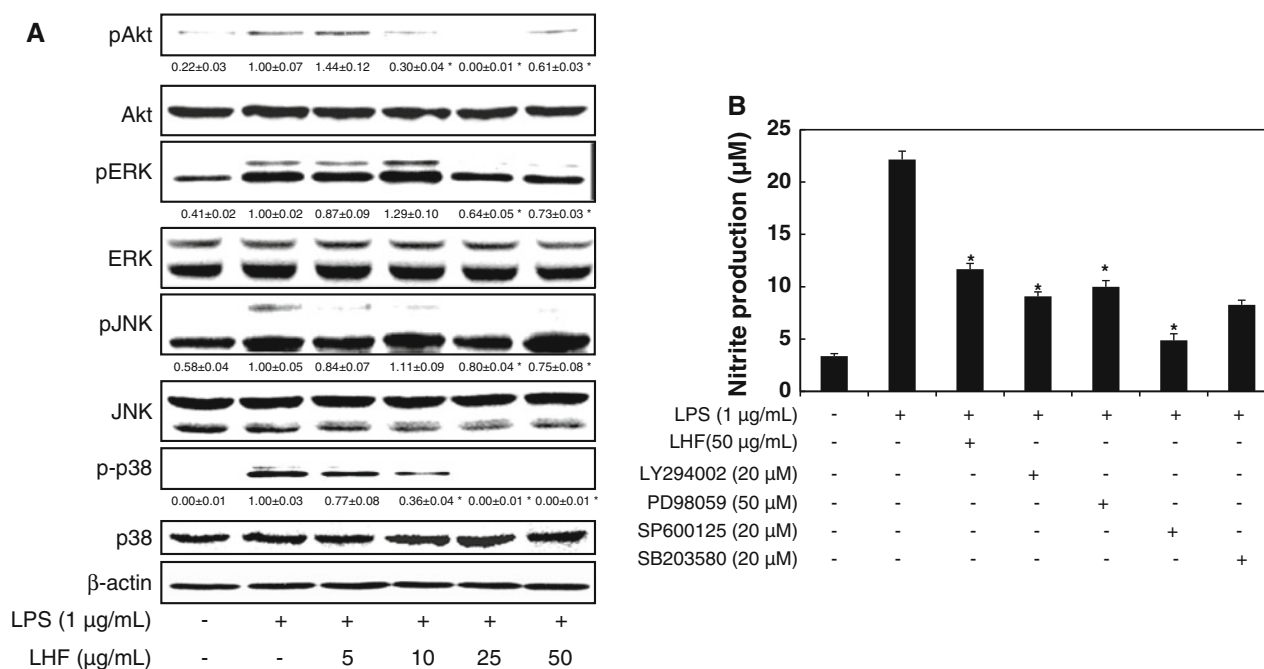 A
pAkt
0.22±0.03 1.00±0.07 1.44±0.12 0.30±0.04 * 0.00±0.01 * 0.61±0.03 *
Akt
pERK
0.41±0.02 1.00±0.02 0.87±0.09 1.29±0.10 0.64±0.05 * 0.73±0.03 *
ERK
pJNK
0.58±0.04 1.00±0.05 0.84±0.07 1.11±0.09 0.80±0.04 * 0.75±0.08 *
JNK
p-p38
0.00±0.01 1.00±0.03 0.77±0.08 0.36±0.04 * 0.00±0.01 * 0.00±0.01 *
p38
β-actin
LPS (1 µg/mL) - + + + + +
LHF (µg/mL) - - 5 10 25 50
B
Nitrite production (µM)
25
20
15
10
5
0
* * * *
LPS (1 µg/mL) - + + + + + +
LHF(50 µg/mL) - - + - - - -
LY294002 (20 µM) - - - + - - -
PD98059 (50 µM) - - - - + - -
SP600125 (20 µM) - - - - - + -
SB203580 (20 µM) - - - - - - +